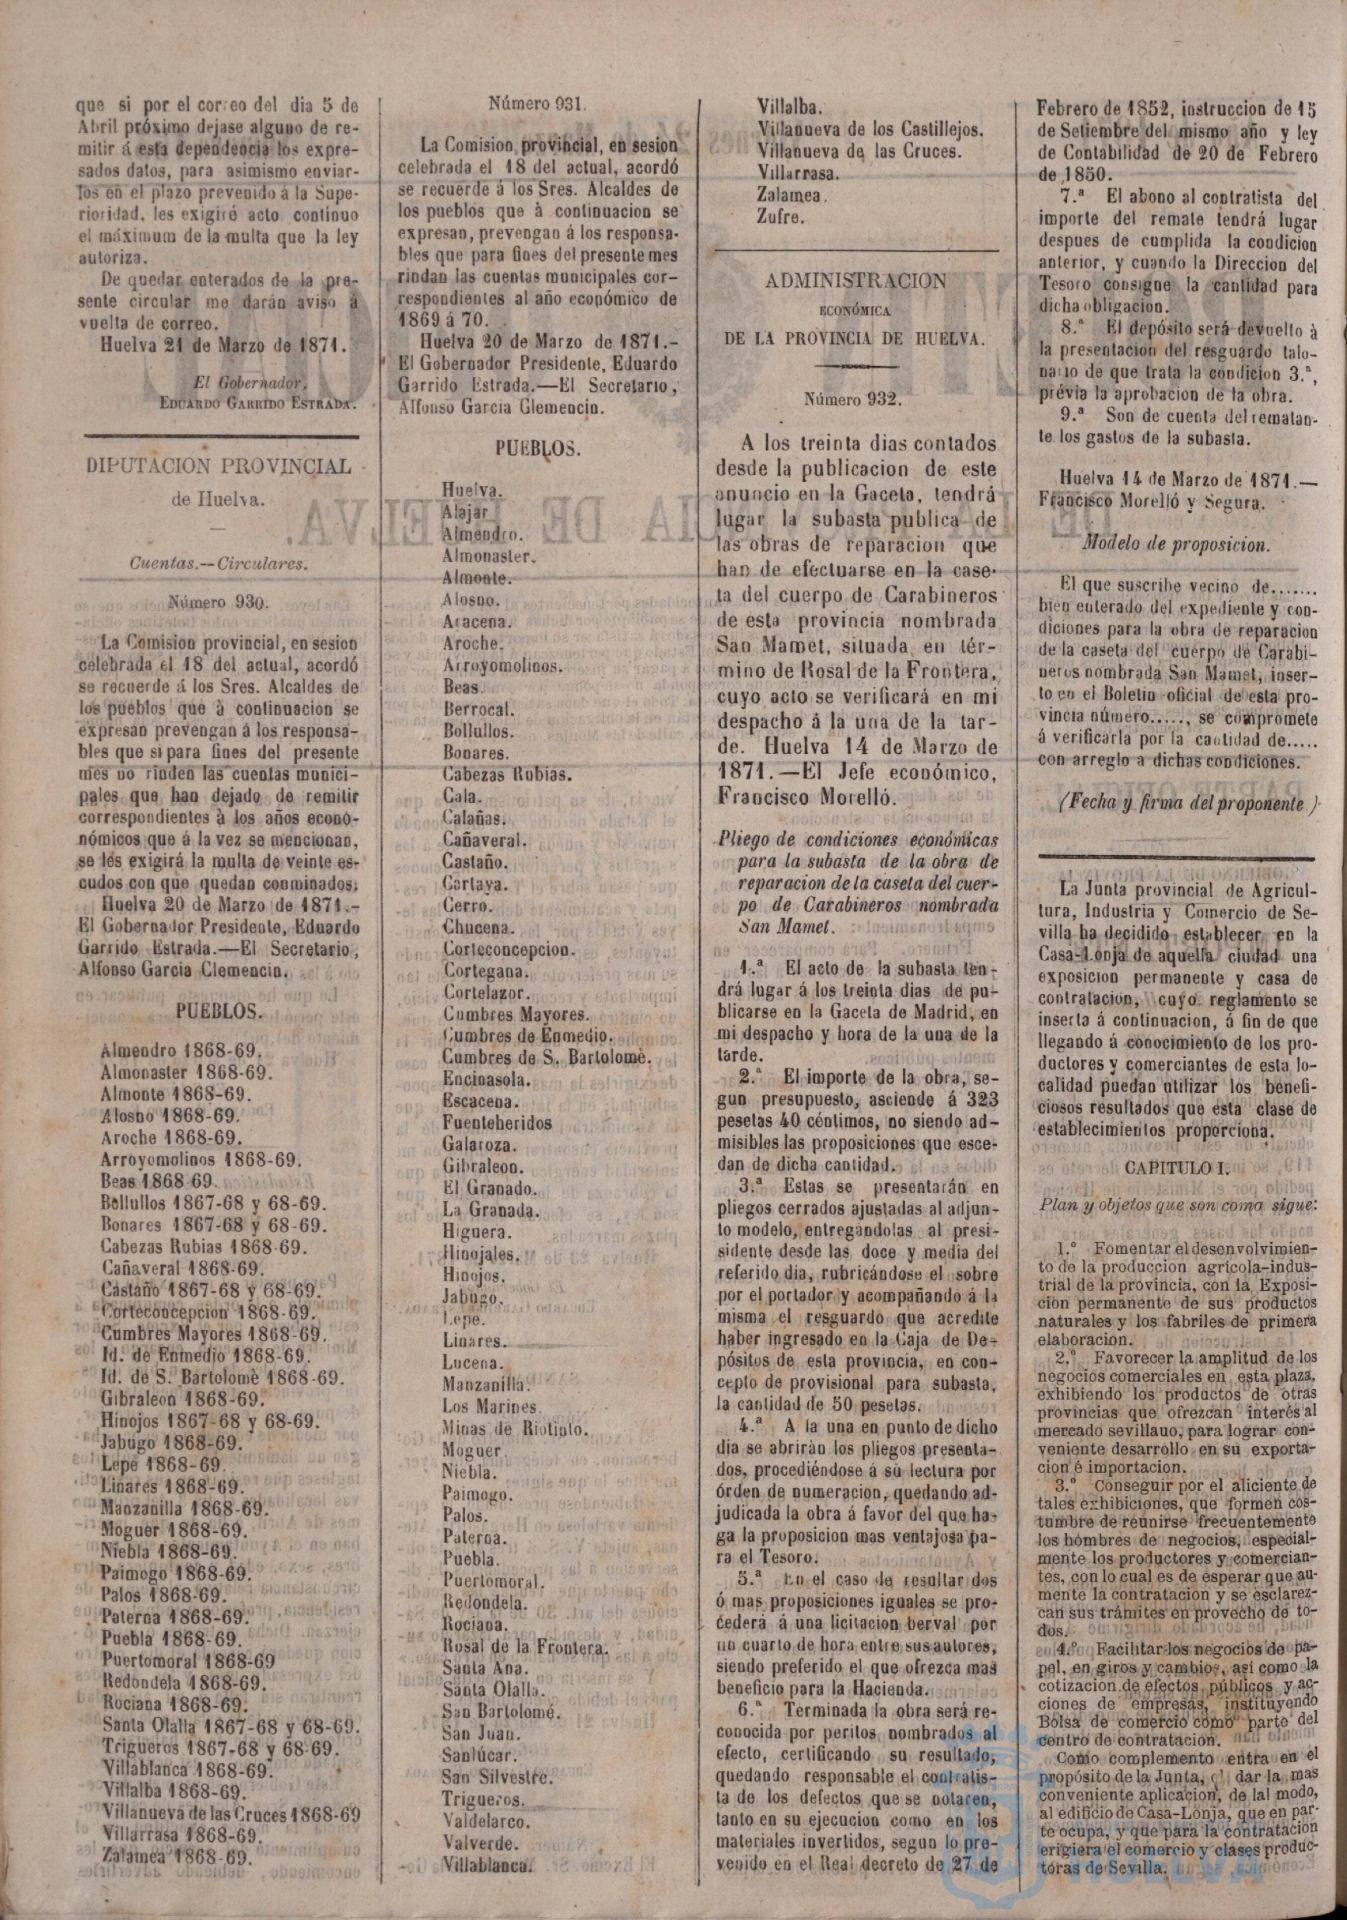 que si por el correo del dia 5 de
Abril próximo dejase alguno de re-
mitir á esta dependencia los expre-
sados datos, para asimismo enviar-
los en el plazo prevenido á la Supe-
rioridad, les exigiré acto continuo
el máximum de la multa que la ley
autoriza.
De quedar enterados de la pre-
sente circular me darán aviso à
vuelta de correo.
Huelva 21 de Marzo de 1871.
El Gobernador,
EDUARDO GARRIDO ESTRADA.
DIPUTACION PROVINCIAL
de Huelva.
Cuentas.—Circulares.
Número 930.
La Comision provincial, en sesion
celebrada el 18 del actual, acordó
se recuerde á los Sres. Alcaldes de
los pueblos que à continuacion se
expresan prevengan á los responsa-
bles que si para fines del presente
mes no rinden las cuentas munici-
pales que han dejado de remitir
correspondientes à los años econó-
nómicos que á la vez se mencionan,
se les exigirá la multa de veinte es-
cudos con que quedan conminados.
Huelva 20 de Marzo de 1871.-
El Gobernador Presidente, Eduardo
Garrido Estrada.—El Secretario,
Alfonso Garcia Clemencin.
PUEBLOS.
Almendro 1868-69.
Almonaster 1868-69.
Almonte 1868-69.
Alosno 1868-69.
Aroche 1868-69.
Arroyomolinos 1868-69.
Beas 1868 69.
Bollullos 1867-68 y 68-69.
Bonares 1867-68 y 68-69.
Cabezas Rubias 1868-69.
Cañaveral 1868-69.
Castaño 1867-68 y 68-69.
Corteconcepcion 1868-69.
Cumbres Mayores 1868-69.
Id. de Enmedio 1868-69.
Id. de S. Bartolomè 1868-69.
Gibraleon 1868-69.
Hinojos 1867-68 y 68-69.
Jabugo 1868-69.
Lepe 1868-69.
Linares 1868-69.
Manzanilla 1868-69.
Moguer 1868-69.
Niebla 1868-69.
Paimogo 1868-69.
Palos 1868-69.
Paterna 1868-69.
Puebla 1868-69.
Puertomoral 1868-69
Redondela 1868-69.
Rociana 1868-69.
Santa Olalla 1867-68 y 68-69.
Trigueros 1867-68 y 68-69.
Villablanca 1868-69.
Villalba 1868-69.
Villanueva de las Cruces 1868-69
Villarrasa 1868-69.
Zalamea 1868-69.
Número 931.
La Comision provincial, en sesion
celebrada el 18 del actual, acordó
se recuerde á los Sres. Alcaldes de
los pueblos que à continuacion se
expresan, prevengan á los responsa-
bles que para fines del presente mes
rindan las cuentas municipales cor-
respondientes al año económico de
1869 á 70.
Huelva 20 de Marzo de 1871.-
El Gobernador Presidente, Eduardo
Garrido Estrada.—El Secretario,
Alfonso Garcia Clemencin.
PUEBLOS.
Huelva.
Alajar
Almendro.
Almonaster.
Almonte.
Alosno.
Aracena.
Aroche.
Arroyomolinos.
Beas.
Berrocal.
Bollullos.
Bonares.
Cabezas Rubias.
Cala.
Calañas.
Cañaveral.
Castaño.
Cartaya.
Cerro.
Chucena.
Corteconcepcion.
Cortegana.
Cortelazor.
Cumbres Mayores.
Cumbres de Enmedio.
Cumbres de S. Bartolomè.
Encinasola.
Escacena.
Fuenteheridos
Galaroza.
Gibraleon.
El Granado.
La Granada.
Higuera.
Hinojales.
Hinojos.
Jabugo.
Lepe.
Linares.
Lucena.
Manzanilla.
Los Marines.
Minas de Riotinto.
Moguer.
Niebla.
Paimogo.
Palos.
Paterna.
Puebla.
Puertomoral.
Redondela.
Rociana.
Rosal de la Frontera.
Santa Ana.
Santa Olalla.
San Bartolomé.
San Juan.
Sanlúcar.
San Silvestre.
Trigueros.
Valdelarco.
Valverde.
Villablanca.
Villalba.
Villanueva de los Castillejos.
Villanueva de las Cruces.
Villarrasa.
Zalamea.
Zufre.
ADMINISTRACION
ECONÓMICA
DE LA PROVINCIA DE HUELVA.
Número 932.
A los treinta dias contados
desde la publicacion de este
anuncio en la Gaceta, tendrá
lugar la subasta publica de
las obras de reparacion que
han de efectuarse en la case-
ta del cuerpo de Carabineros
de esta provincia nombrada
San Mamet, situada en tér-
mino de Rosal de la Frontera,
cuyo acto se verificará en mi
despacho á la una de la tar-
de. Huelva 14 de Marzo de
1871.—El Jefe económico,
Francisco Morelló.
Pliego de condiciones económicas
para la subasta de la obra de
reparacion de la caseta del cuer-
po de Carabineros nombrada
San Mamet.
1.ª El acto de la subasta ten-
drá lugar á los treinta dias de pu-
blicarse en la Gaceta de Madrid, en
mi despacho y hora de la una de la
tarde.
2.ª El importe de la obra, se-
gun presupuesto, asciende á 323
pesetas 40 céntimos, no siendo ad-
misibles las proposiciones que esce-
dan de dicha cantidad.
3.ª Estas se presentarán en
pliegos cerrados ajustadas al adjun-
to modelo, entregándolas al presi-
sidente desde las doce y media del
referido dia, rubricándose el sobre
por el portador y acompañando á la
misma el resguardo que acredite
haber ingresado en la Caja de De-
pósitos de esta provincia, en con-
cepto de provisional para subasta,
la cantidad de 50 pesetas.
4.ª A la una en punto de dicho
dia se abriràn los pliegos presenta-
dos, procediéndose á su lectura por
órden de numeracion, quedando ad-
judicada la obra á favor del que ha-
ga la proposicion mas ventajosa pa-
ra el Tesoro.
5.ª En el caso de resultar dos
ó mas proposiciones iguales se pro-
cederá á una licitacion berval por
un cuarto de hora entre sus autores,
siendo preferido el que ofrezca mas
beneficio para la Hacienda.
6.ª Terminada la obra será re-
conocida por peritos nombrados al
efecto, certificando su resultado,
quedando responsable el contratis-
ta de los defectos que se notaren,
tanto en su ejecucion como en los
materiales invertidos, segun lo pre-
venido en el Real decreto de 27 de
Febrero de 1852, instruccion de 15
de Setiembre del mismo año y ley
de Contabilidad de 20 de Febrero
de 1850.
7.ª El abono al contratista del
importe del remate tendrá lugar
despues de cumplida la condicion
anterior, y cuando la Direccion del
Tesoro consigne la cantidad para
dicha obligacion.
8.ª El depósito será devuelto à
la presentacion del resguardo talo-
nario de que trata la condicion 3.ª,
prévia la aprobacion de la obra.
9.ª Son de cuenta del rematan-
te los gastos de la subasta.
Huelva 14 de Marzo de 1871.—
Francisco Morelló y Segura.
Modelo de proposicion.
El que suscribe vecino de.......
bien enterado del expediente y con-
diciones para la obra de reparacion
de la caseta del cuerpo de Carabi-
neros nombrada San Mamet, inser-
to en el Boletin oficial de esta pro-
vincia número....., se compromete
á verificarla por la cantidad de.....
con arreglo a dichas condiciones.
(Fecha y firma del proponente )
La Junta provincial de Agricul-
tura, Industria y Comercio de Se-
villa ha decidido establecer en la
Casa-Lonja de aquella ciudad una
exposicion permanente y casa de
contratacion, cuyo reglamento se
inserta á continuacion, á fin de que
llegando á conocimiento de los pro-
ductores y comerciantes de esta lo-
calidad puedan utilizar los benefi-
ciosos resultados que esta clase de
establecimientos proporciona.
CAPITULO I.
Plan y objetos que son como sigue:
1.º Fomentar el desenvolvimien-
to de la produccion agrícola-indus-
trial de la provincia, con la Exposi-
cion permanente de sus productos
naturales y los fabriles de primera
elaboracion.
2.º Favorecer la amplitud de los
negocios comerciales en esta plaza,
exhibiendo los productos de otras
provincias que ofrezcan interés al
mercado sevillano, para lograr con-
veniente desarrollo en su exporta-
cion é importacion.
3.º Conseguir por el aliciente de
tales exhibiciones, que formen cos-
tumbre de reunirse frecuentemente
los hombres de negocios, especial-
mente los productores y comercian-
tes, con lo cual es de esperar que au-
mente la contratacion y se esclarez-
can sus trámites en provecho de to-
dos.
4.º Facilitar los negocios de pa-
pel, en giros y cambios, así como la
cotizacion de efectos públicos y ac-
ciones de empresas, instituyendo
Bolsa de comercio como parte del
centro de contratacion.
Como complemento entra en el
propósito de la Junta, dar la mas
conveniente aplicacion, de lal modo,
al edificio de Casa-Lonja, que en par-
te ocupa, y que para la contratacion
erigiera el comercio y clases produc-
toras de Sevilla.
HUELVA